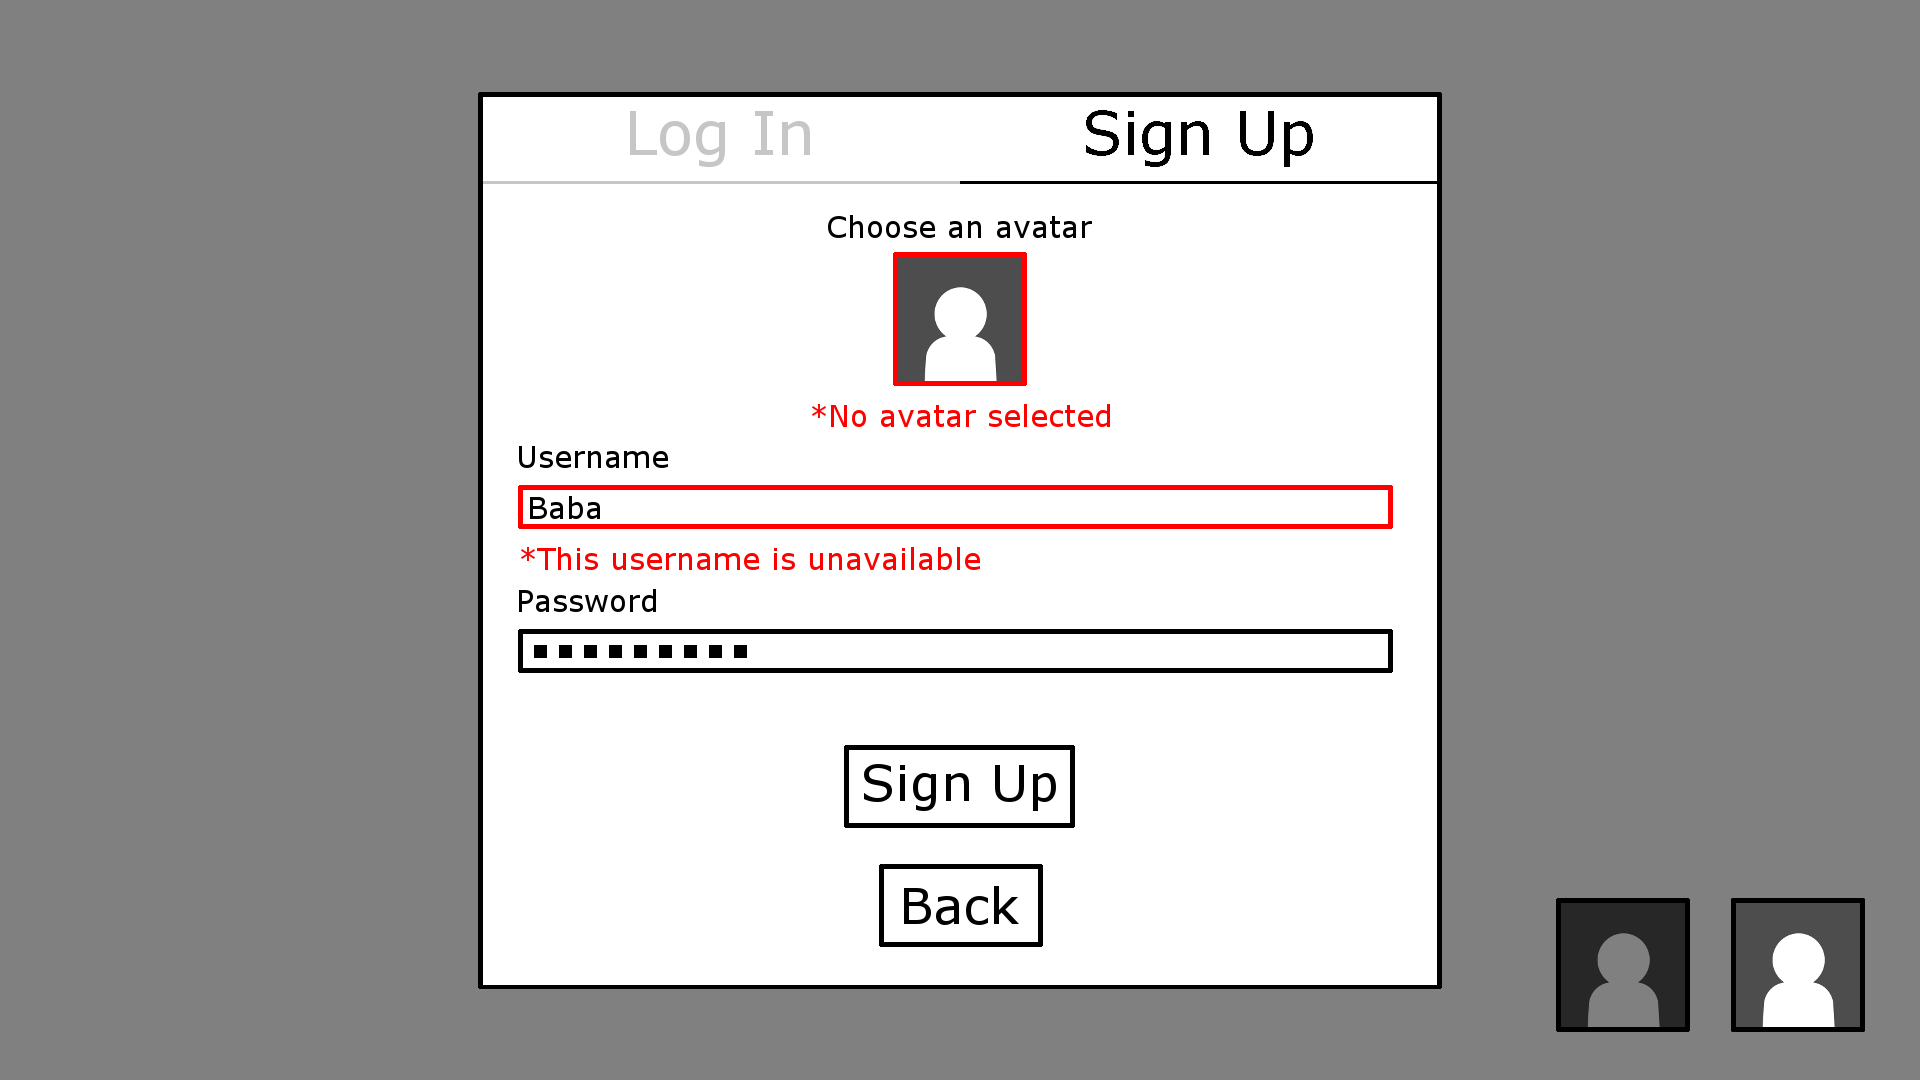 Log In
Sign Up
Choose an avatar
*No avatar selected
Username
Baba
*This username is unavailable
Password
Sign Up
Back